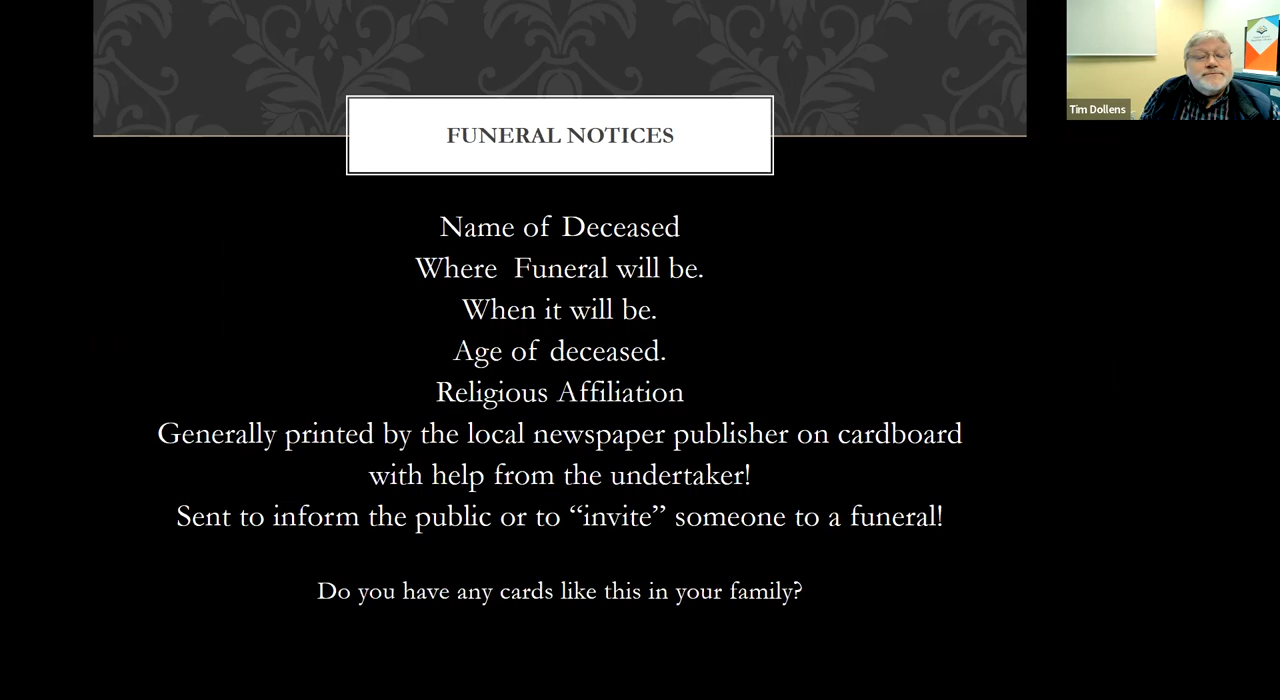 FUNERAL NOTICES
Name of Deceased
Where Funeral will be.
When it will be.
Age of deceased.
Religious Affiliation
Generally printed by the local newspaper publisher on cardboard
with help from the undertaker!
Sent to inform the public or to “invite” someone to a funeral!
Do you have any cards like this in your family?
Tim Dollens